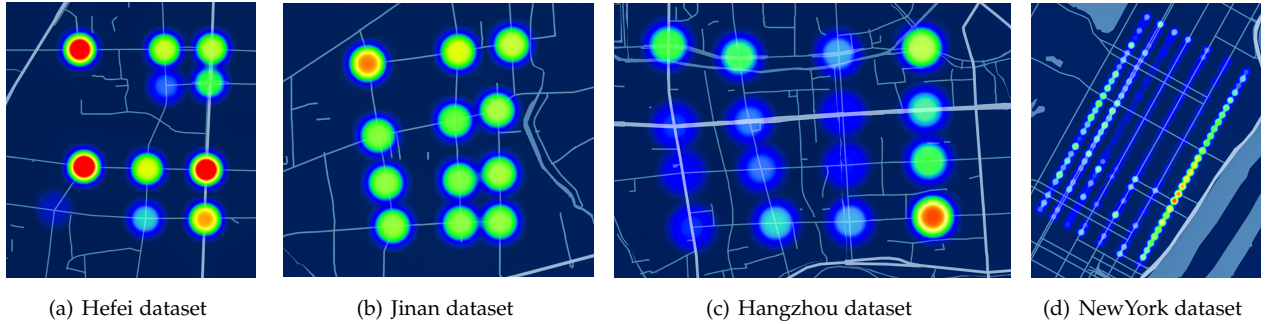 (a) Hefei dataset
(b) Jinan dataset
(c) Hangzhou dataset
(d) NewYork dataset